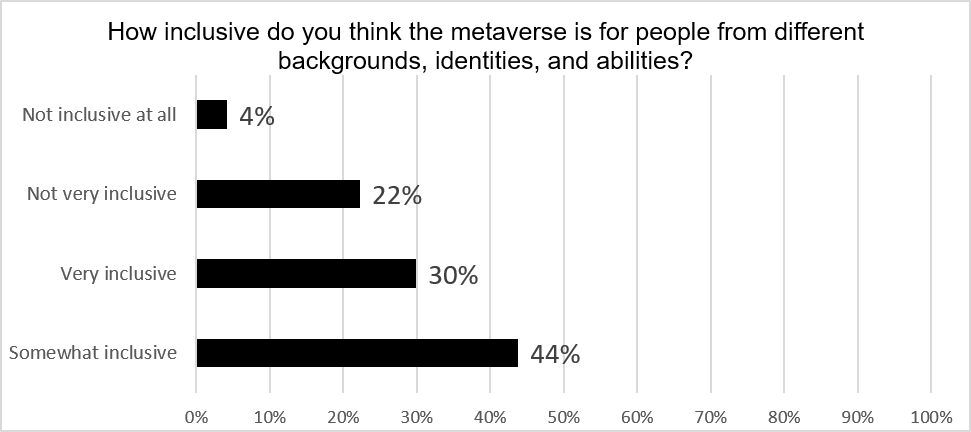 How inclusive do you think the metaverse is for people from different
backgrounds, identities, and abilities?
Not inclusive at all 4%
Not very inclusive 22%
Very inclusive 30%
Somewhat inclusive 44%
0% 10% 20% 30% 40% 50% 60% 70% 80% 90% 100%